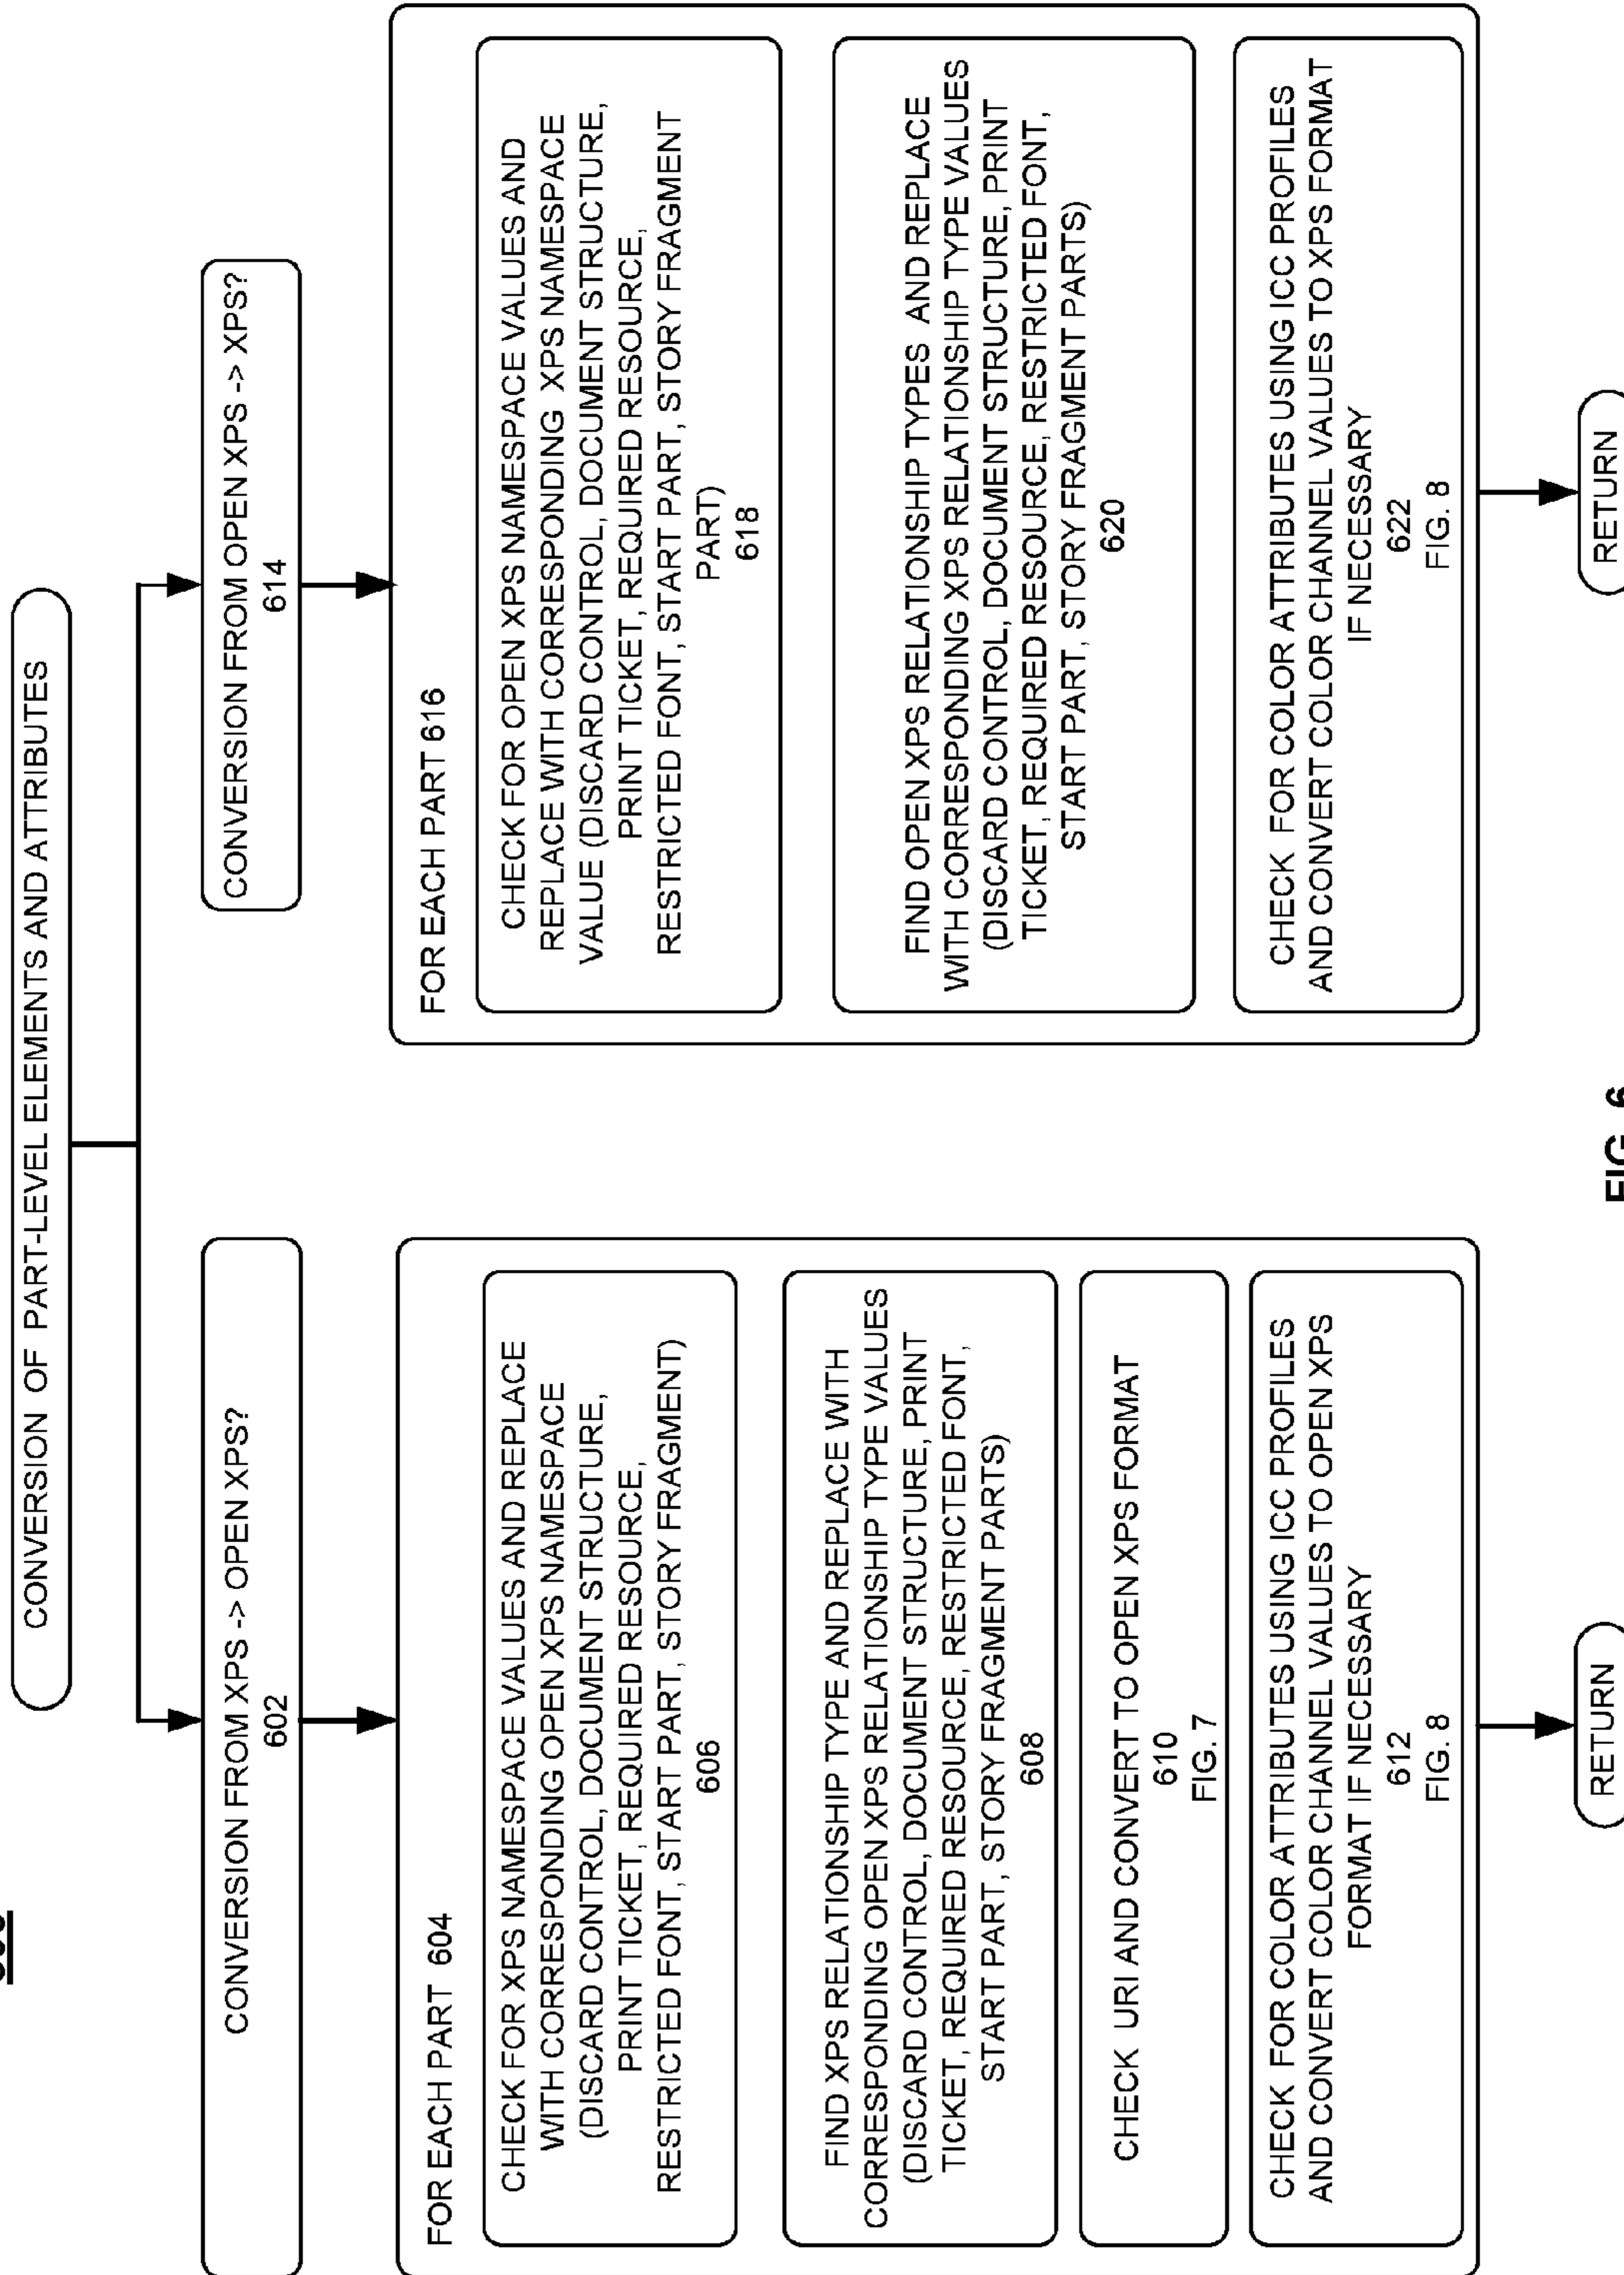 CONVERSION OF PART-LEVEL ELEMENTS AND ATTRIBUTES
CONVERSION FROM XPS -> OPEN XPS?
602
FOR EACH PART 604
CHECK FOR XPS NAMESPACE VALUES AND REPLACE
WITH CORRESPONDING OPEN XPS NAMESPACE
(DISCARD CONTROL, DOCUMENT STRUCTURE,
PRINT TICKET, REQUIRED RESOURCE,
RESTRICTED FONT, START PART, STORY FRAGMENT)
606
FIND XPS RELATIONSHIP TYPE AND REPLACE WITH
CORRESPONDING OPEN XPS RELATIONSHIP TYPE VALUES
(DISCARD CONTROL, DOCUMENT STRUCTURE, PRINT
TICKET, REQUIRED RESOURCE, RESTRICTED FONT,
START PART, STORY FRAGMENT PARTS)
608
CHECK URI AND CONVERT TO OPEN XPS FORMAT
610
FIG. 7
CHECK FOR COLOR ATTRIBUTES USING ICC PROFILES
AND CONVERT COLOR CHANNEL VALUES TO OPEN XPS
FORMAT IF NECESSARY
612
FIG. 8
RETURN
CONVERSION FROM OPEN XPS -> XPS?
614
FOR EACH PART 616
CHECK FOR OPEN XPS NAMESPACE VALUES AND
REPLACE WITH CORRESPONDING XPS NAMESPACE
VALUE (DISCARD CONTROL, DOCUMENT STRUCTURE,
PRINT TICKET, REQUIRED RESOURCE,
RESTRICTED FONT, START PART, STORY FRAGMENT
PART)
618
FIND OPEN XPS RELATIONSHIP TYPES AND REPLACE
WITH CORRESPONDING XPS RELATIONSHIP TYPE VALUES
(DISCARD CONTROL, DOCUMENT STRUCTURE, PRINT
TICKET, REQUIRED RESOURCE, RESTRICTED FONT,
START PART, STORY FRAGMENT PARTS)
620
CHECK FOR COLOR ATTRIBUTES USING ICC PROFILES
AND CONVERT COLOR CHANNEL VALUES TO XPS FORMAT
IF NECESSARY
622
FIG. 8
RETURN
FIG. 6